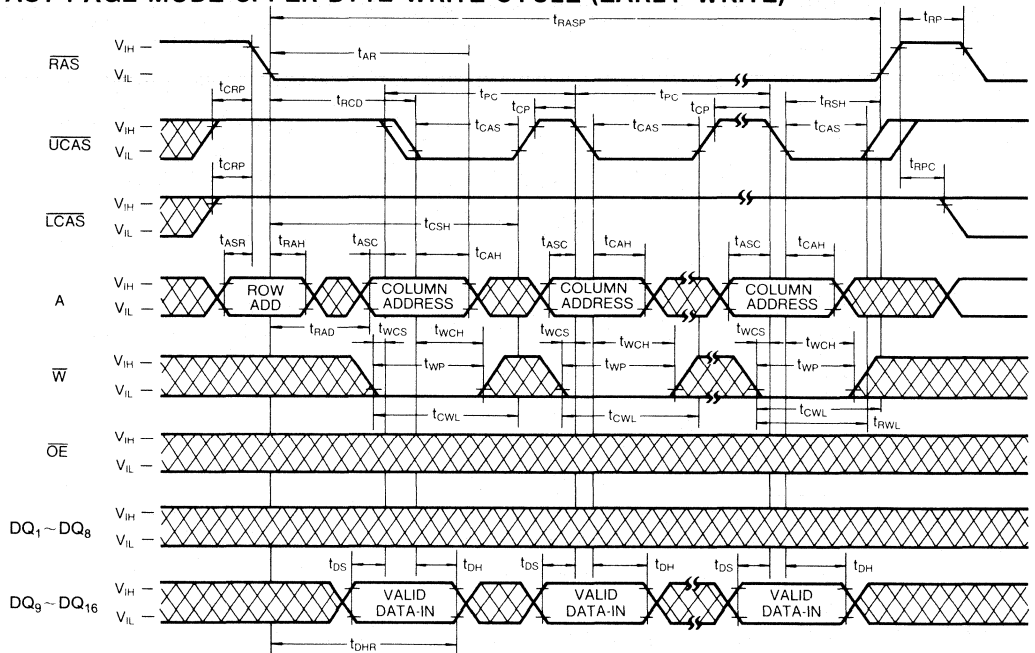 FAST PAGE MODE UPPER BYTE WRITE CYCLE (EARLY WRITE)
tRASP tRP
RAS VIH VIL tAR
tCRP tRCD tPC tCP tPC tCP tRSH
UCAS VIH VIL tCAS tCAS tCAS
tCRP tRPC
LCAS VIH VIL tCSH
tASR tRAH tASC tCAH tASC tCAH tASC tCAH
A VIH VIL ROW ADD COLUMN ADDRESS COLUMN ADDRESS COLUMN ADDRESS
tRAD tWCS tWCH tWCS tWCH tWCS tWCH
W VIH VIL tWP tWP tWP
tCWL tCWL tCWL
tRWL
OE VIH VIL
DQ1~DQ8 VIH VIL
tDS tDH tDS tDH tDS tDH
DQ9~DQ16 VIH VIL VALID DATA-IN VALID DATA-IN VALID DATA-IN
tDHR